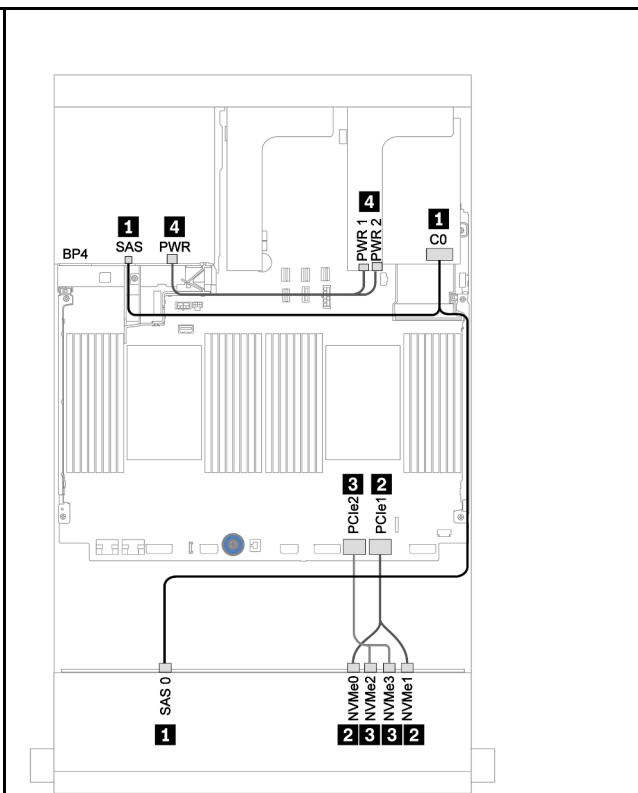 1 4 4 1
SAS PWR PWR 1 PWR 2 C0
BP4
3 2
PCIe2 PCIe1
SAS 0 NVMe0 NVMe2 NVMe3 NVMe1
1 2 3 3 2